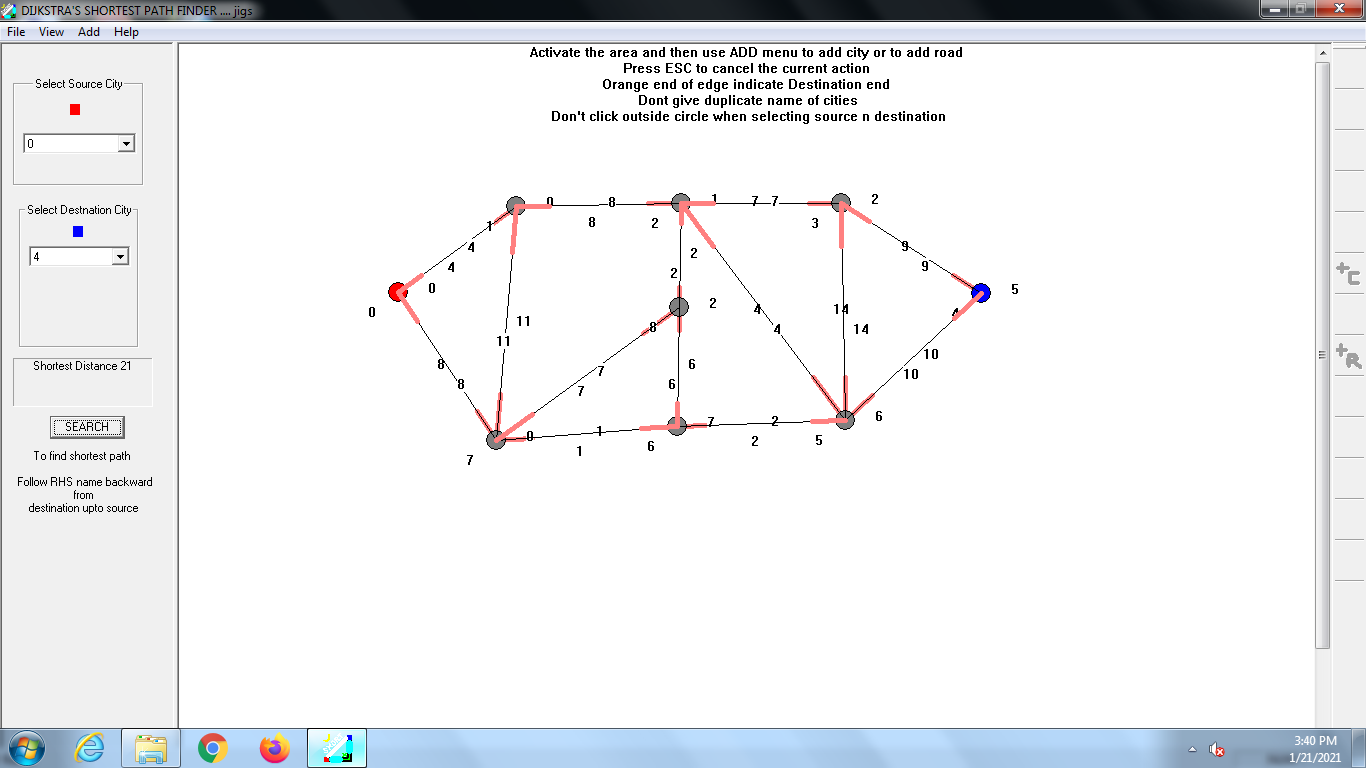 DIJKSTRA'S SHORTEST PATH FINDER .... jigs
File View Add Help
Activate the area and then use ADD menu to add city or to add road
Press ESC to cancel the current action
Orange end of edge indicate Destination end
Dont give duplicate name of cities
Don't click outside circle when selecting source n destination
Select Source City
0
Select Destnation City
4
Shortest Distance 21
SEARCH
To find shortest path
Follow RHS name backward
from
destination upto source
0 8 1 7 7 2
1 8 2 3
4 2 9
4 2 9
0 5
0 2 4
11 8 4 14
11 4 14
8 7 6 10
8 7 6 10
0 1 7 2 6
7 1 6 2 5
+C
+R
3:40 PM
1/21/2021